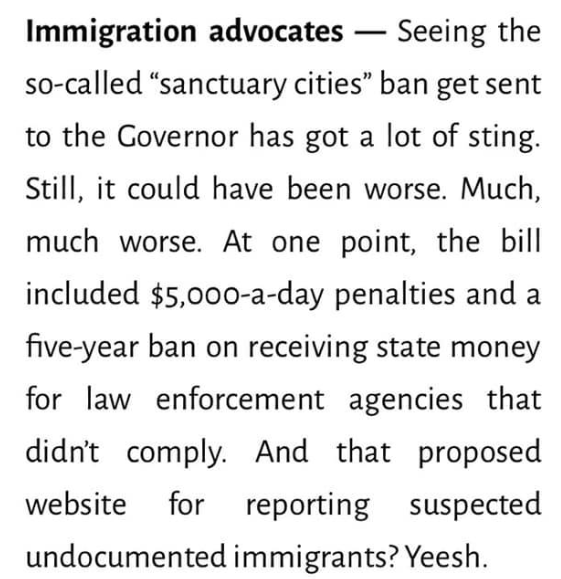 Immigration advocates — Seeing the
so-called “sanctuary cities” ban get sent
to the Governor has got a lot of sting.
Still, it could have been worse. Much,
much worse. At one point, the bill
included $5,000-a-day penalties and a
five-year ban on receiving state money
for law enforcement agencies that
didn’t comply. And that proposed
website for reporting suspected
undocumented immigrants? Yeesh.